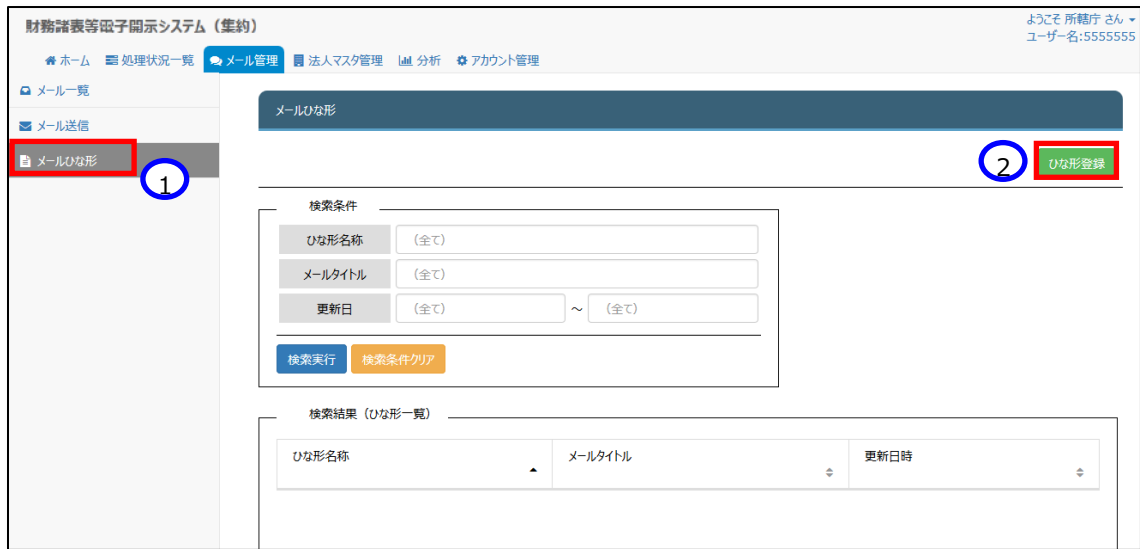 財務諸表等電子開示システム（集約）
ようこそ 所轄庁 さん
ユーザー名:5555555
ホーム 処理状況一覧 メール管理 法人マスタ管理 分析 アカウント管理
メール一覧
メール送信
メールひな形
1
メールひな形
2
ひな形登録
検索条件
ひな形名称 (全て)
メールタイトル (全て)
更新日 (全て) ～ (全て)
検索実行 検索条件クリア
検索結果（ひな形一覧）
ひな形名称 メールタイトル 更新日時